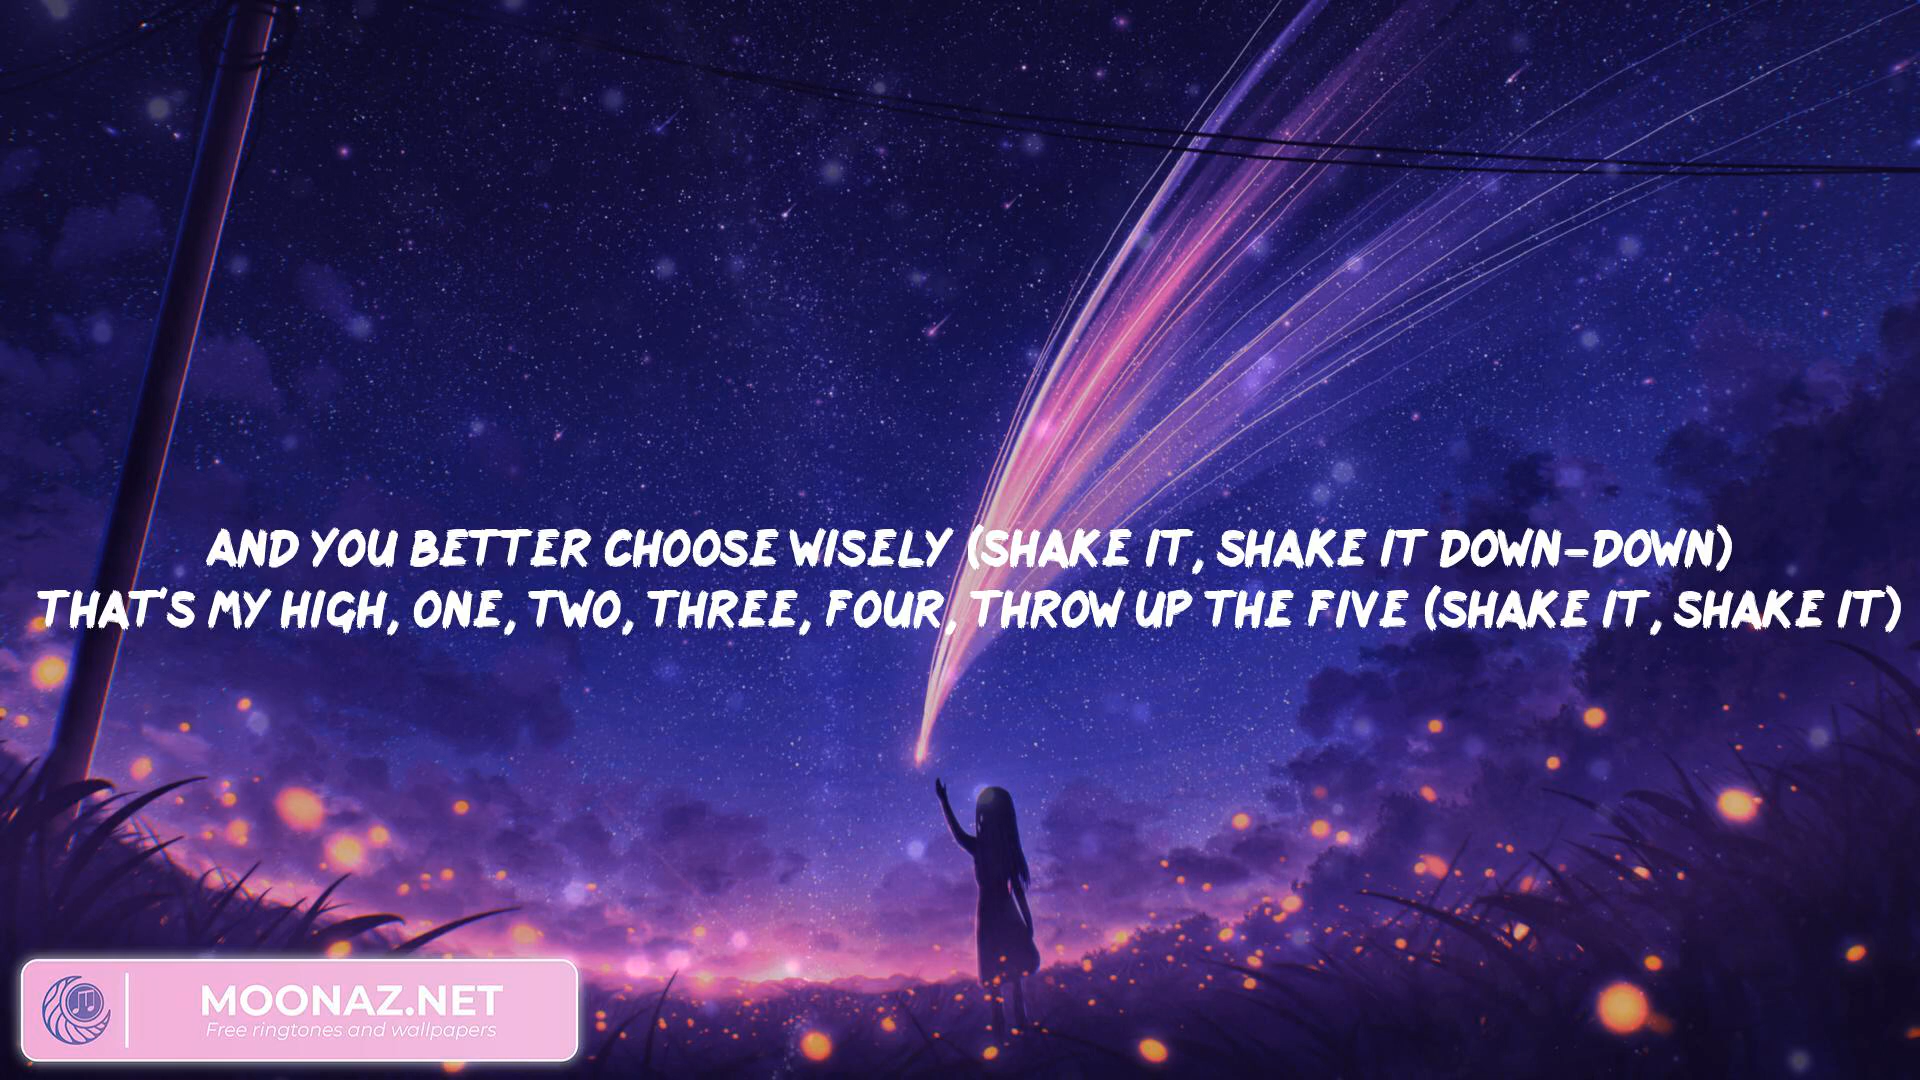 AND YOU BETTER CHOOSE WISELY (SHAKE IT, SHAKE IT DOWN-DOWN)
THAT'S MY HIGH, ONE, TWO, THREE, FOUR, THROW UP THE FIVE (SHAKE IT, SHAKE IT)
MOONAZ.NET
Free ringtones and wallpapers